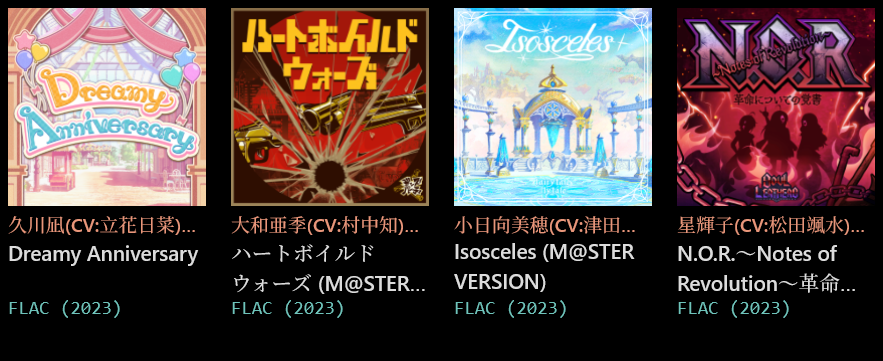 Dreamy
Anniversary
久川凪(CV:立花日菜)...
Dreamy Anniversary
FLAC (2023)
ハートボイルド
ウォーズ
大和亜季(CV:村中知)...
ハートボイルド
ウォーズ (M@STER...
FLAC (2023)
Isosceles
小日向美穂(CV:津田...
Isosceles (M@STER
VERSION)
FLAC (2023)
N.O.R
~Notes of Revolution~
革命についての覚書
星輝子(CV:松田颯水)...
N.O.R.～Notes of
Revolution～革命...
FLAC (2023)